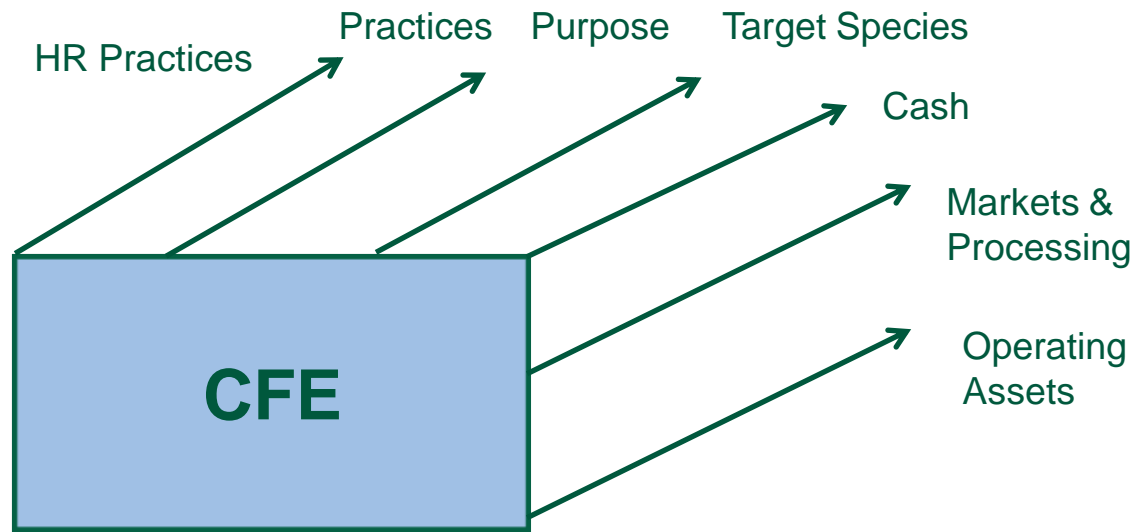 HR Practices
Practices
Purpose
Target Species
Cash
Markets &
Processing
Operating
Assets
CFE